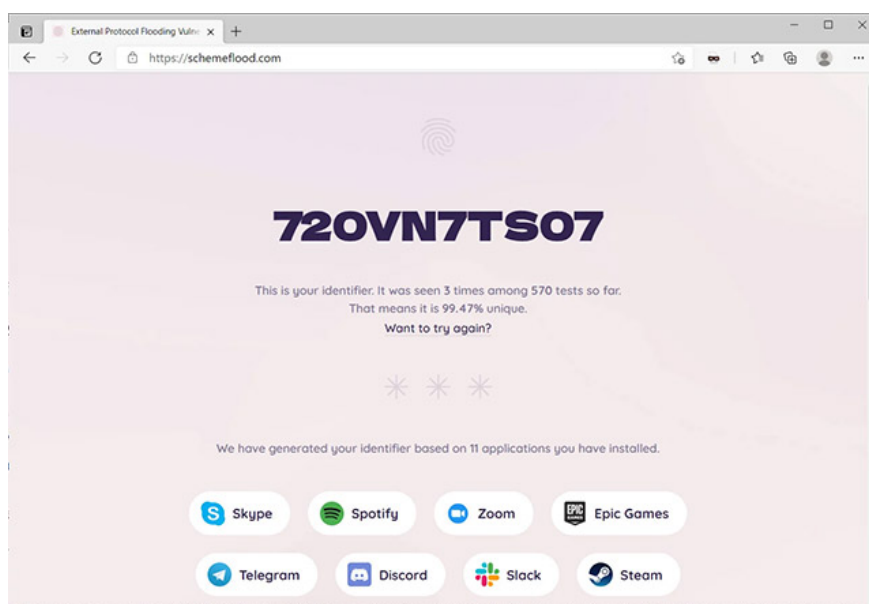 External Protocol Flooding Vulne
https://schemeflood.com
720VN7TS07
This is your identifier. It was seen 3 times among 570 tests so far.
That means it is 99.47% unique.
Want to try again?
We have generated your identifier based on 11 applications you have installed.
Skype
Spotify
Zoom
EPIC GAMES
Epic Games
Telegram
Discord
Slack
Steam